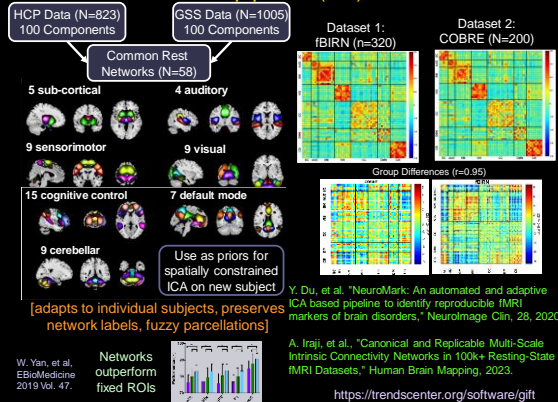 HCP Data (N=823)
100 Components
GSS Data (N=1005)
100 Components
Common Rest
Networks (N=58)
5 sub-cortical
4 auditory
9 sensorimotor
9 visual
15 cognitive control
7 default mode
9 cerebellar
Use as priors for
spatially constrained
ICA on new subject
[adapts to individual subjects, preserves
network labels, fuzzy parcellations]
W. Yan, et al,
EBioMedicine
2019 Vol. 47.
Networks
outperform
fixed ROIs
Dataset 1:
fBIRN (n=320)
Dataset 2:
COBRE (N=200)
Group Differences (r=0.95)
Y. Du, et al. "NeuroMark: An automated and adaptive
ICA based pipeline to identify reproducible fMRI
markers of brain disorders," NeuroImage Clin, 28, 2020
A. Iraji, et al., "Canonical and Replicable Multi-Scale
Intrinsic Connectivity Networks in 100k+ Resting-State
fMRI Datasets," Human Brain Mapping, 2023.
https://trendscenter.org/software/gift